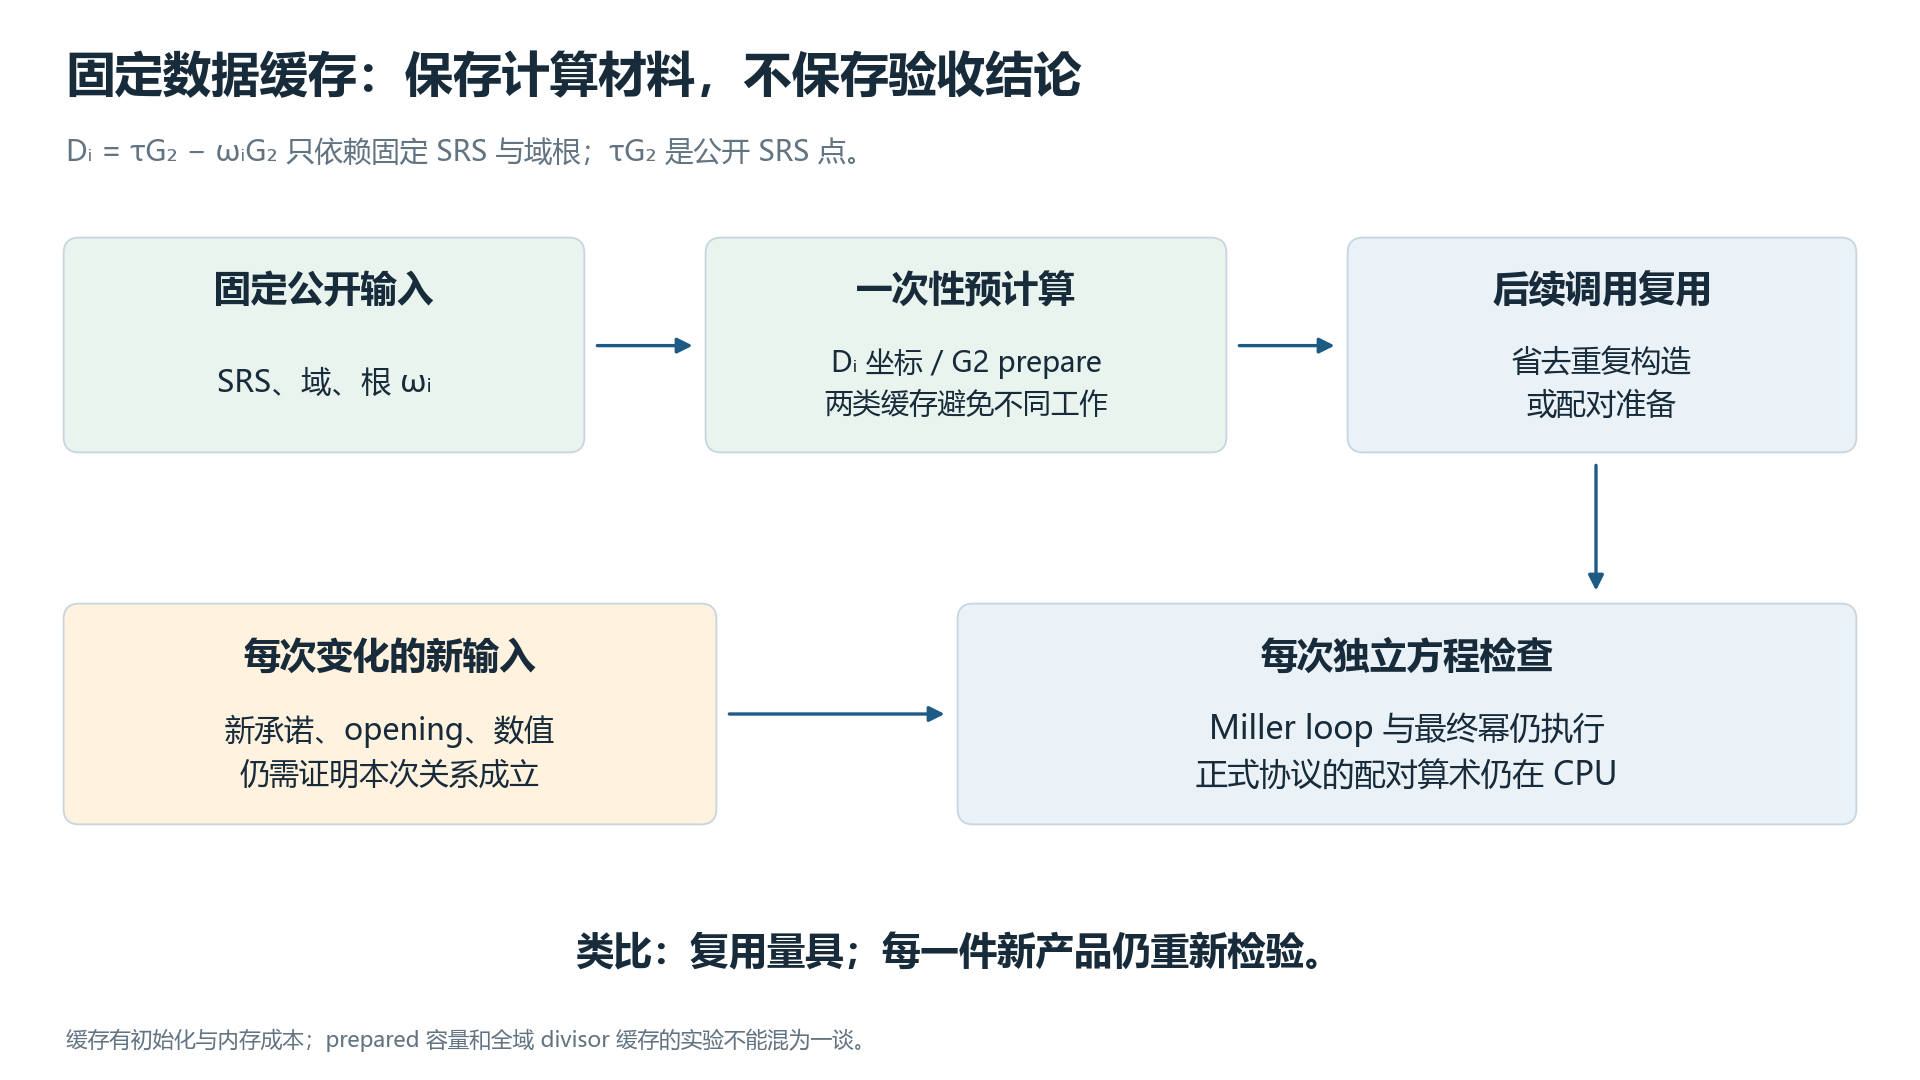 固定数据缓存：保存计算材料，不保存验收结论
Dᵢ = τG₂ − ωᵢG₂ 只依赖固定 SRS 与域根；τG₂ 是公开 SRS 点。
固定公开输入
SRS、域、根 ωᵢ
一次性预计算
Dᵢ 坐标 / G2 prepare
两类缓存避免不同工作
后续调用复用
省去重复构造
或配对准备
每次变化的新输入
新承诺、opening、数值
仍需证明本次关系成立
每次独立方程检查
Miller loop 与最终幂仍执行
正式协议的配对算术仍在 CPU
类比：复用量具；每一件新产品仍重新检验。
缓存有初始化与内存成本；prepared 容量和全域 divisor 缓存的实验不能混为一谈。